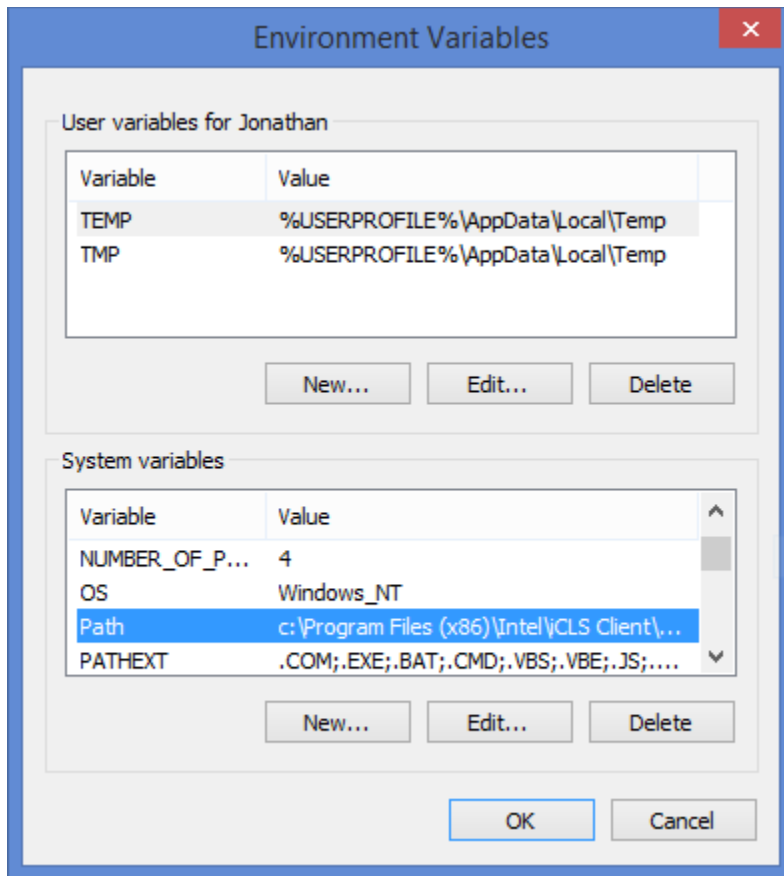 Environment Variables
User variables for Jonathan
Variable Value
TEMP %USERPROFILE%\AppData\Local\Temp
TMP %USERPROFILE%\AppData\Local\Temp
New... Edit... Delete
System variables
Variable Value
NUMBER_OF_P... 4
OS Windows_NT
Path c:\Program Files (x86)\Intel\iCLS Client\...
PATHEXT .COM;.EXE;.BAT;.CMD;.VBS;.VBE;.JS;....
New... Edit... Delete
OK Cancel